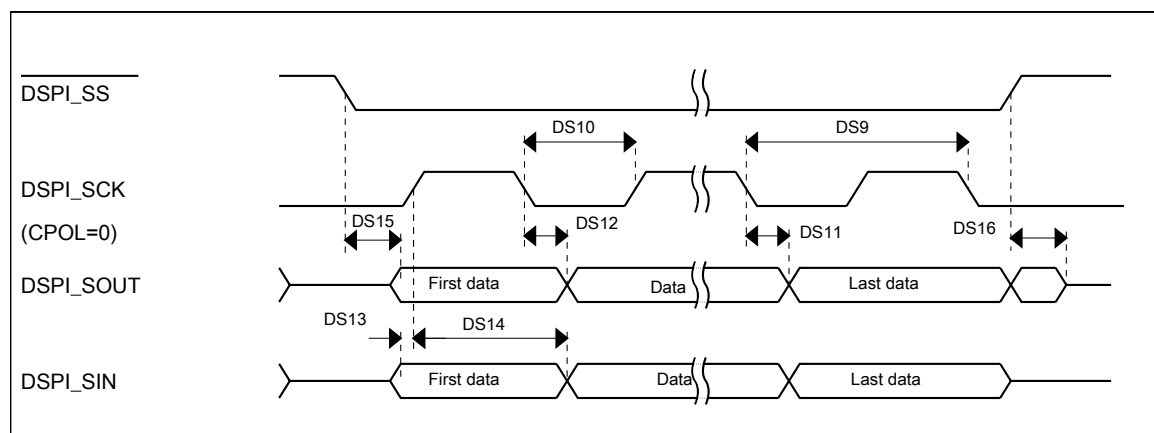 DSPI_SS
DS10 DS9
DSPI_SCK
(CPOL=0)
DS15 DS12 DS11 DS16
DSPI_SOUT First data Data Last data
DS13 DS14
DSPI_SIN First data Data Last data